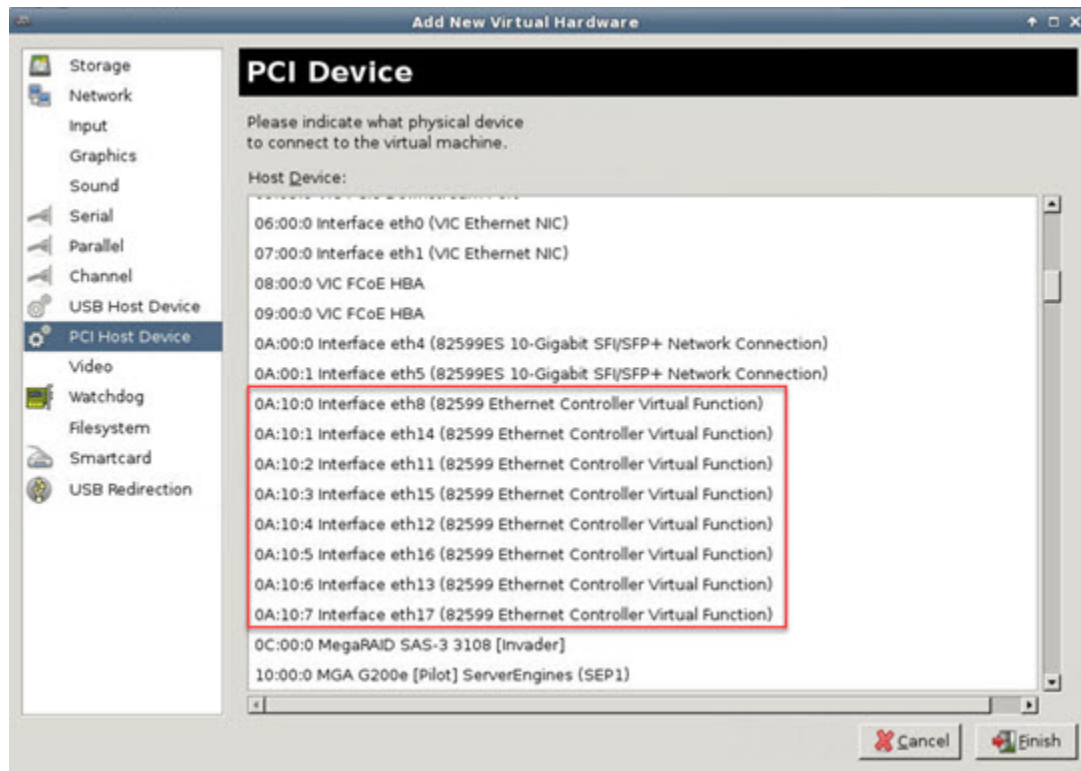 Add New Virtual Hardware
Storage
Network
Input
Graphics
Sound
Serial
Parallel
Channel
USB Host Device
PCI Host Device
Video
Watchdog
Filesystem
Smartcard
USB Redirection
PCI Device
Please indicate what physical device
to connect to the virtual machine.
Host Device:
06:00:0 Interface eth0 (VIC Ethernet NIC)
07:00:0 Interface eth1 (VIC Ethernet NIC)
08:00:0 VIC FCoE HBA
09:00:0 VIC FCoE HBA
0A:00:0 Interface eth4 (82599ES 10-Gigabit SFI/SFP+ Network Connection)
0A:00:1 Interface eth5 (82599ES 10-Gigabit SFI/SFP+ Network Connection)
0A:10:0 Interface eth8 (82599 Ethernet Controller Virtual Function)
0A:10:1 Interface eth14 (82599 Ethernet Controller Virtual Function)
0A:10:2 Interface eth11 (82599 Ethernet Controller Virtual Function)
0A:10:3 Interface eth15 (82599 Ethernet Controller Virtual Function)
0A:10:4 Interface eth12 (82599 Ethernet Controller Virtual Function)
0A:10:5 Interface eth16 (82599 Ethernet Controller Virtual Function)
0A:10:6 Interface eth13 (82599 Ethernet Controller Virtual Function)
0A:10:7 Interface eth17 (82599 Ethernet Controller Virtual Function)
0C:00:0 MegaRAID SAS-3 3108 [Invader]
10:00:0 MGA G200e [Pilot] ServerEngines (SEP1)
Cancel
Finish